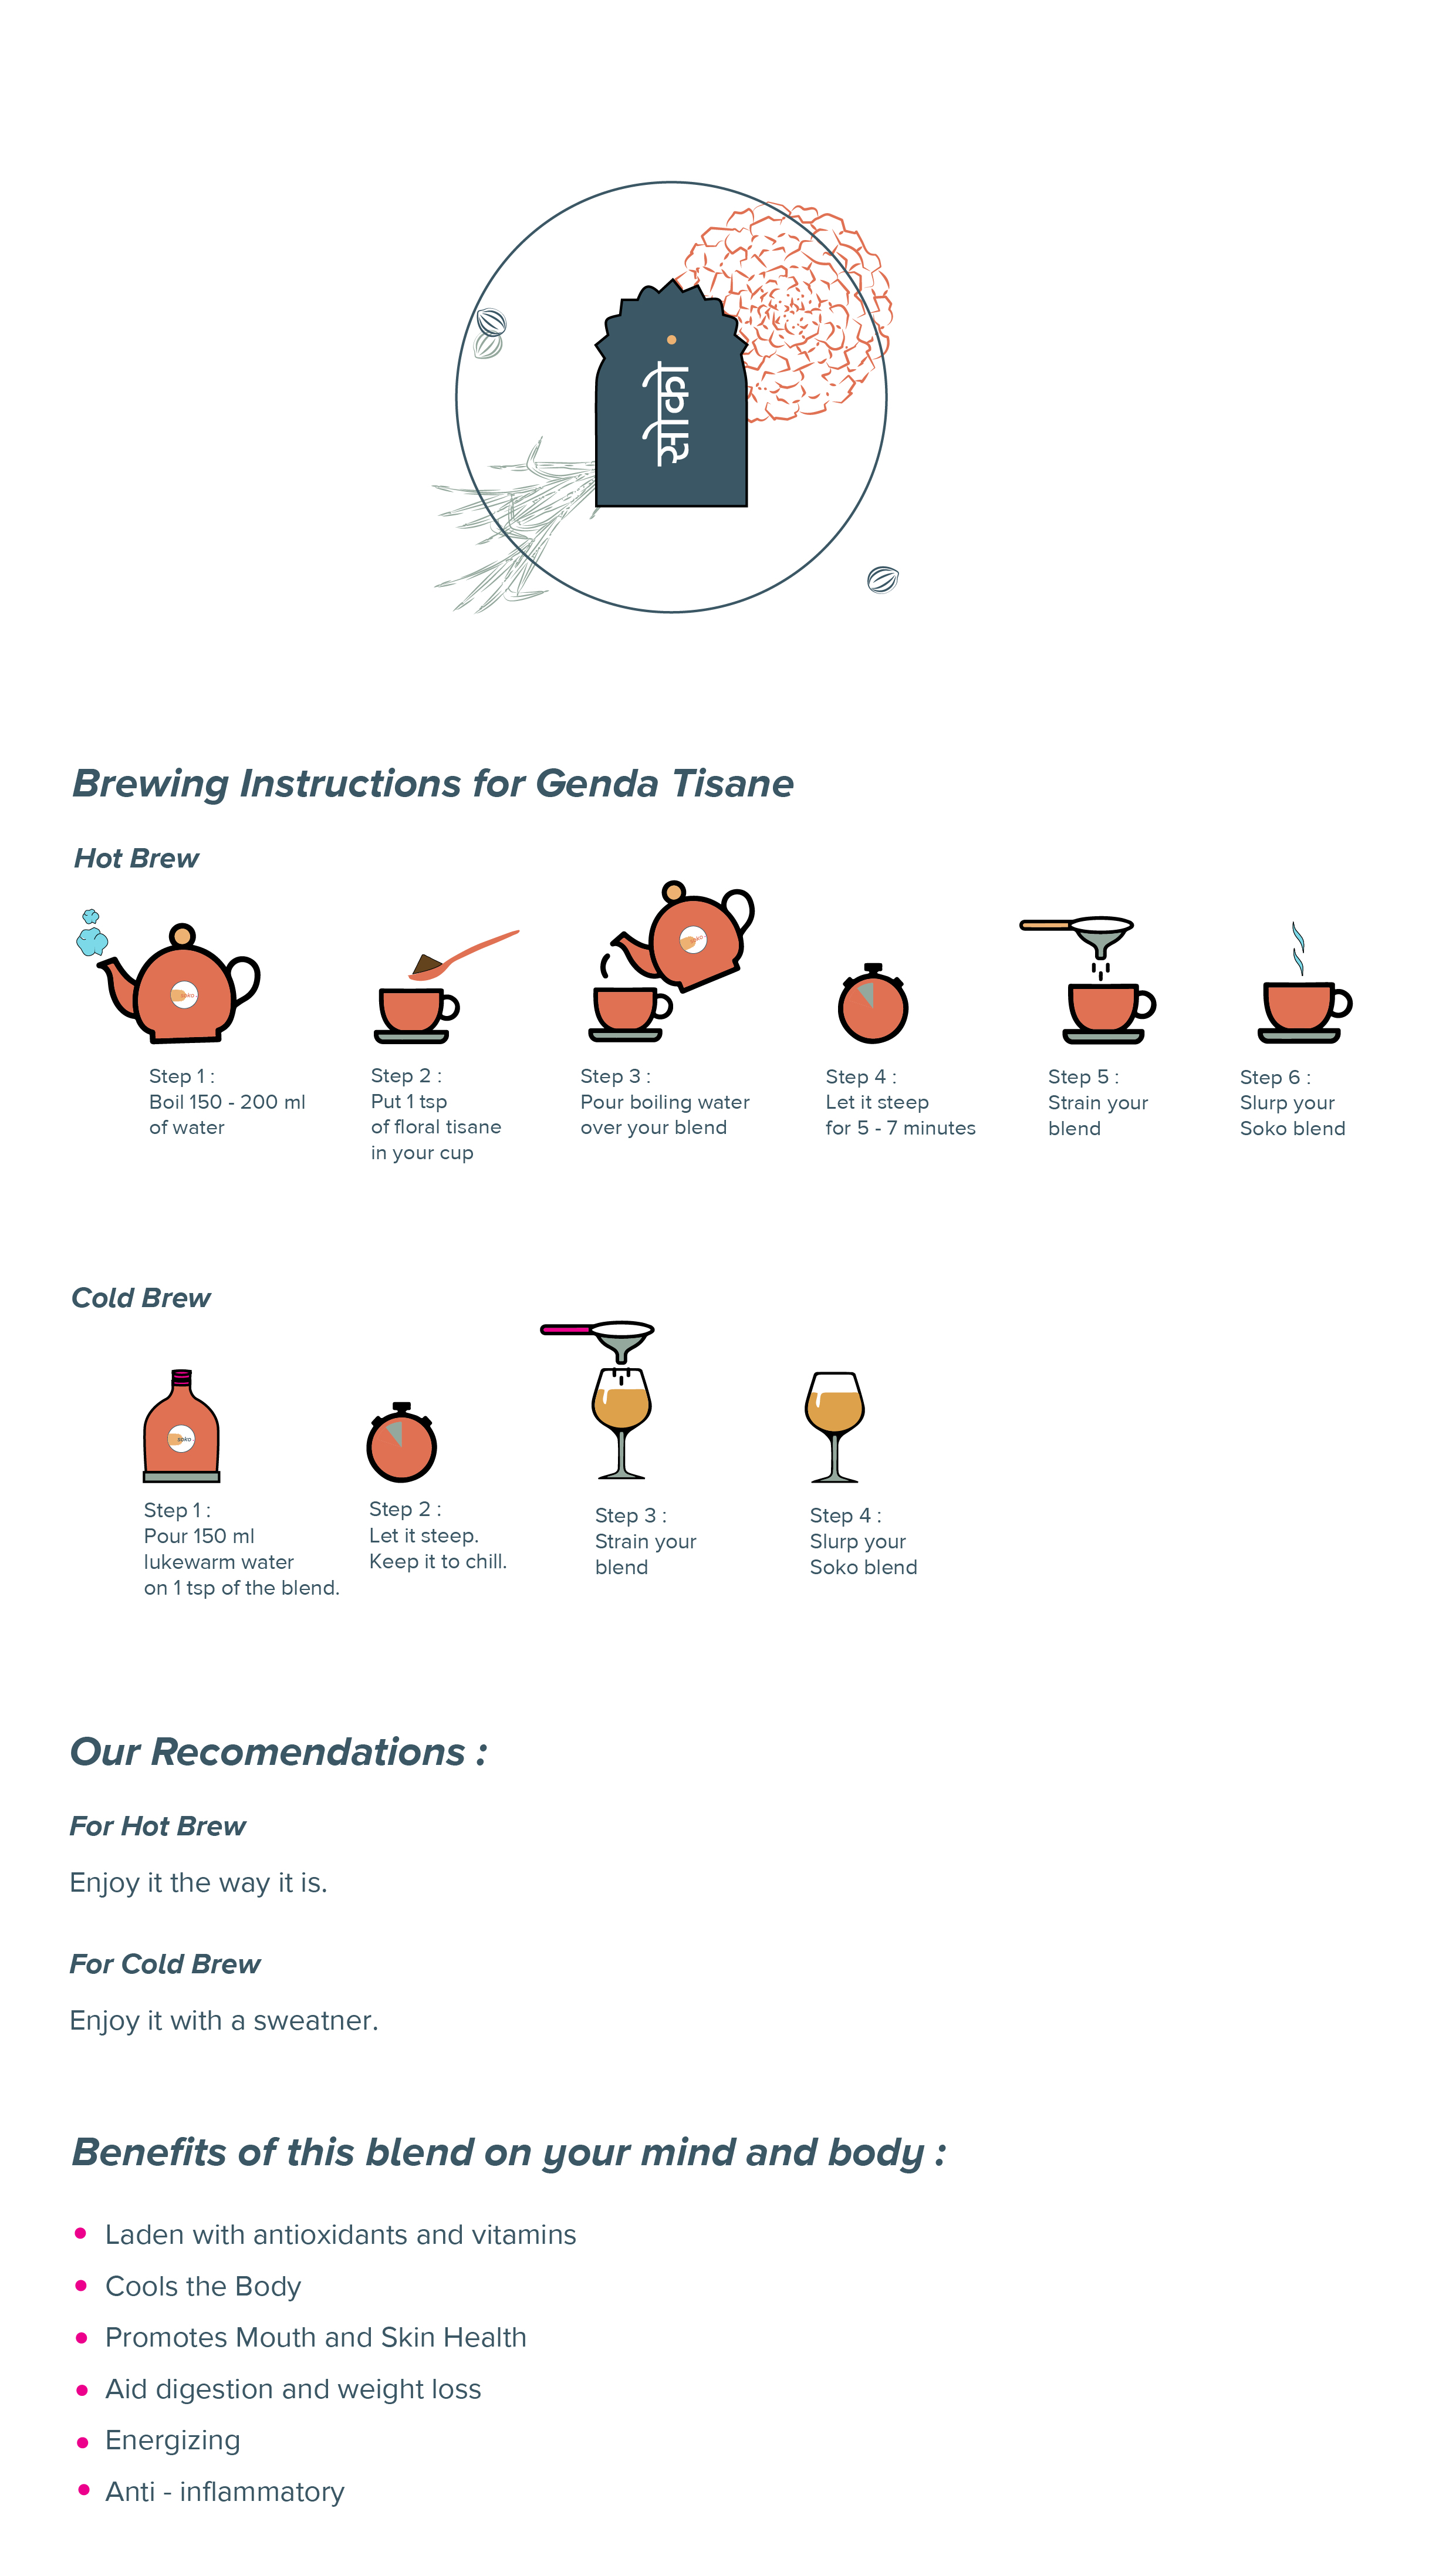 सोको
Brewing Instructions for Genda Tisane
Hot Brew
soko
soko
Step 1 :
Boil 150 - 200 ml
of water
Step 2 :
Put 1 tsp
of floral tisane
in your cup
Step 3 :
Pour boiling water
over your blend
Step 4 :
Let it steep
for 5 - 7 minutes
Step 5 :
Strain your
blend
Step 6 :
Slurp your
Soko blend
Cold Brew
soko
Step 1 :
Pour 150 ml
lukewarm water
on 1 tsp of the blend.
Step 2 :
Let it steep.
Keep it to chill.
Step 3 :
Strain your
blend
Step 4 :
Slurp your
Soko blend
Our Recomendations :
For Hot Brew
Enjoy it the way it is.
For Cold Brew
Enjoy it with a sweatner.
Benefits of this blend on your mind and body :
Laden with antioxidants and vitamins
Cools the Body
Promotes Mouth and Skin Health
Aid digestion and weight loss
Energizing
Anti - inflammatory